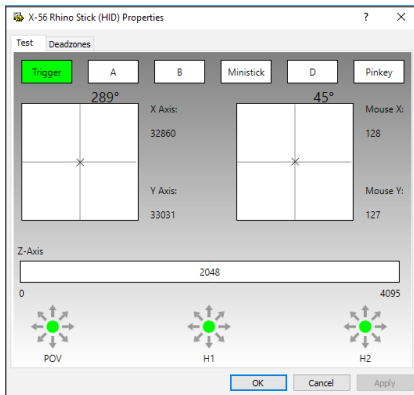 X-56 Rhino Stick (HID) Properties
Test Deadzones
Trigger A B Ministick D Pinkey
289° 45°
X Axis: Mouse X:
32860 128
Y Axis: Mouse Y:
33031 127
Z-Axis
2048
0 4095
POV H1 H2
OK Cancel Apply